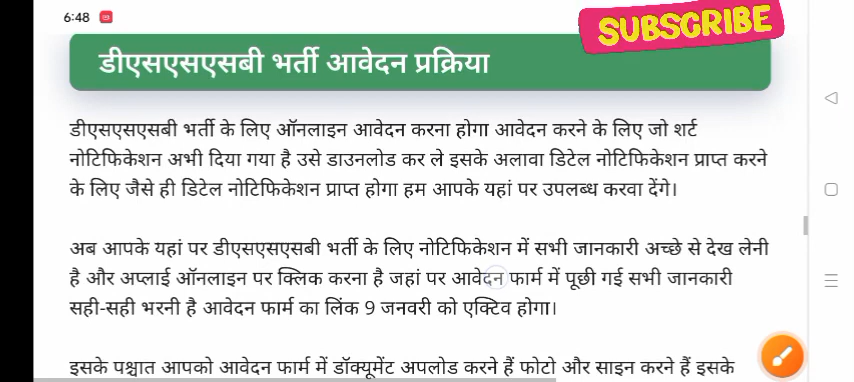 6:48
SUBSCRIBE
डीएसएसएसबी भर्ती आवेदन प्रक्रिया
डीएसएसएसबी भर्ती के लिए ऑनलाइन आवेदन करना होगा आवेदन करने के लिए जो शर्ट
नोटिफिकेशन अभी दिया गया है उसे डाउनलोड कर ले इसके अलावा डिटेल नोटिफिकेशन प्राप्त करने
के लिए जैसे ही डिटेल नोटिफिकेशन प्राप्त होगा हम आपके यहां पर उपलब्ध करवा देंगे।
अब आपके यहां पर डीएसएसएसबी भर्ती के लिए नोटिफिकेशन में सभी जानकारी अच्छे से देख लेनी
है और अप्लाई ऑनलाइन पर क्लिक करना है जहां पर आवेदन फार्म में पूछी गई सभी जानकारी
सही-सही भरनी है आवेदन फार्म का लिंक 9 जनवरी को एक्टिव होगा।
इसके पश्चात आपको आवेदन फार्म में डॉक्यूमेंट अपलोड करने हैं फोटो और साइन करने हैं इसके